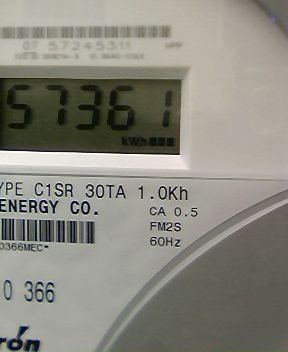 07 57245311
57361
kWh
YPE C1SR 30TA 1.0Kh
ENERGY CO.
CA 0.5
FM2S
60Hz
0366MEC*
0 366
rón